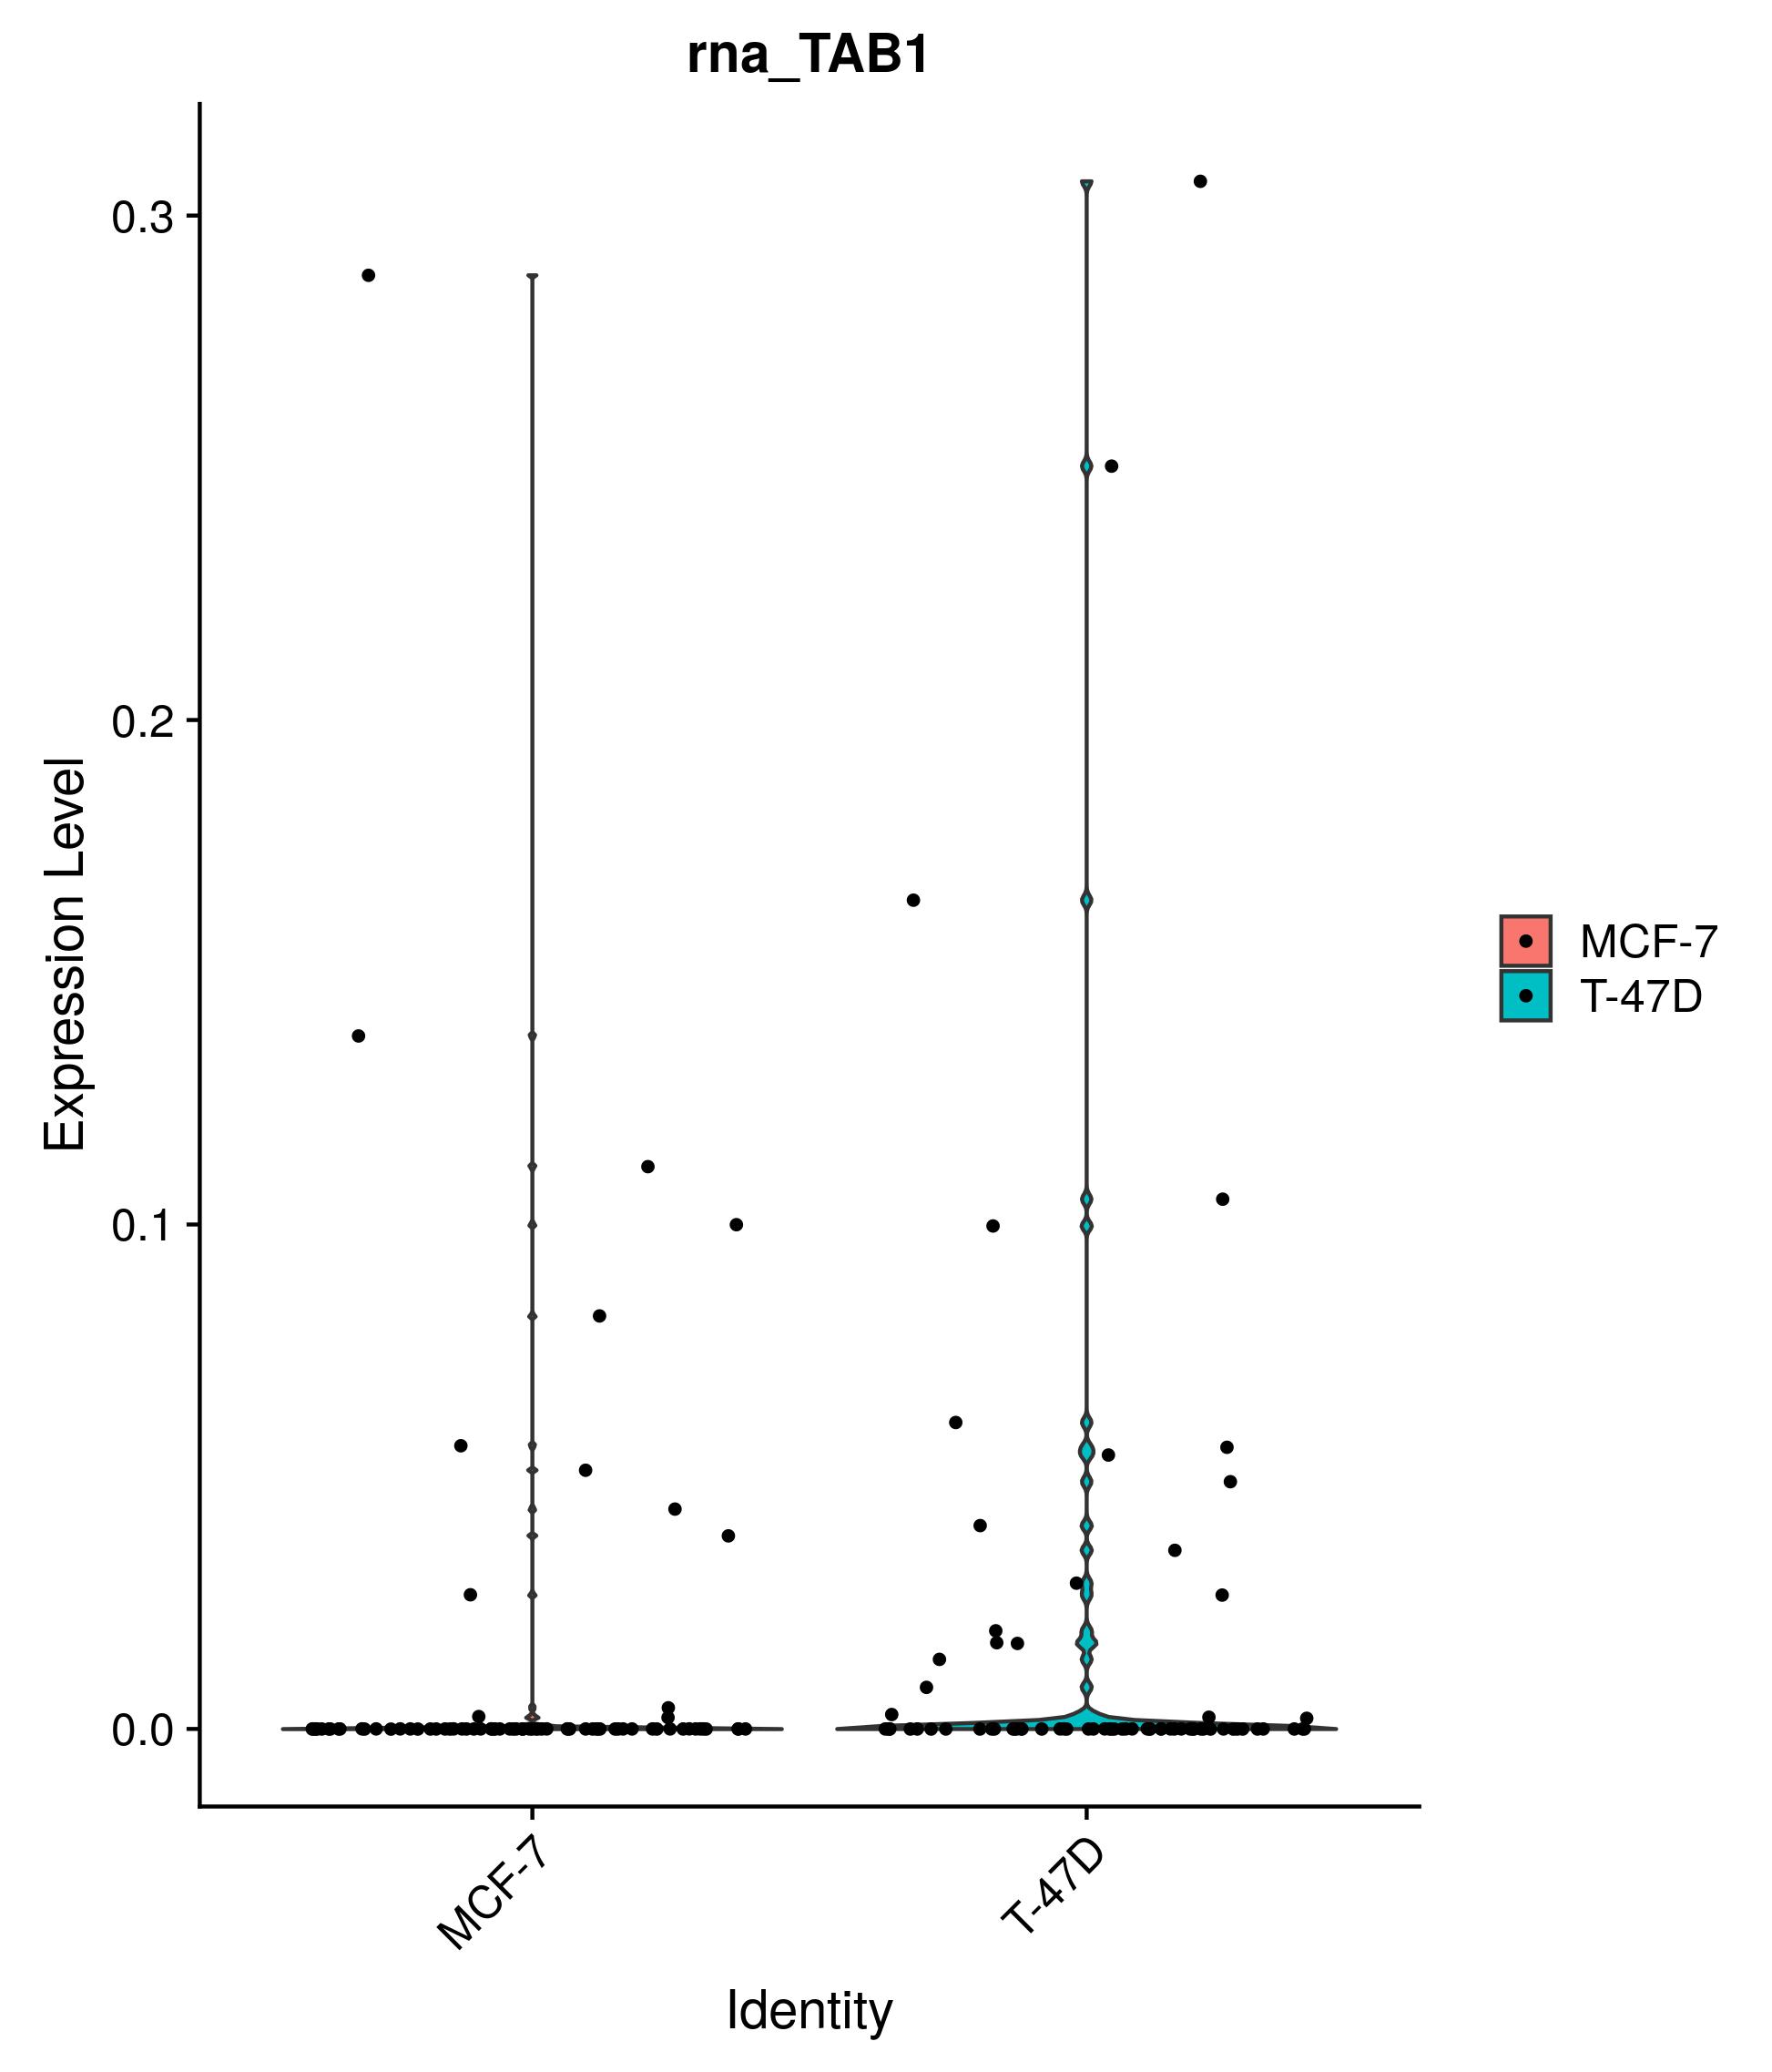 rna_TAB1
0.3
0.2
0.1
0.0
Expression Level
MCF-7
T-47D
Identity
MCF-7
T-47D